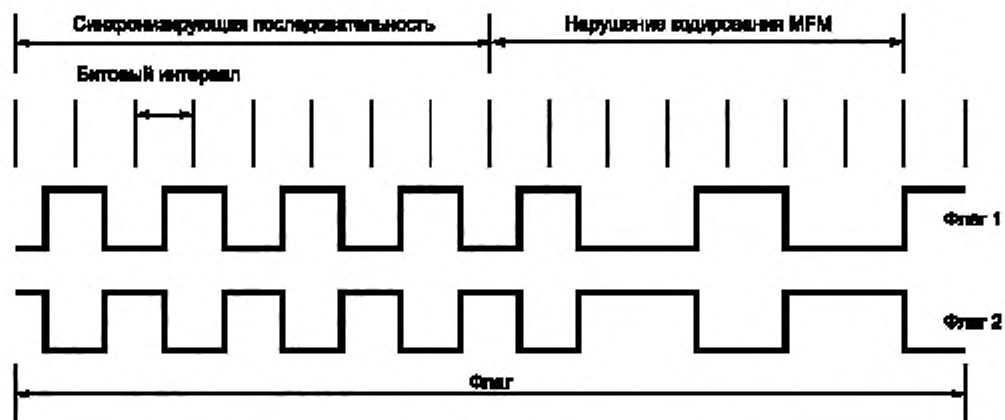 Синхронизирующая последовательность
Нарушение кодирования MFM
Битовый интервал
Флаг 1
Флаг 2
Флаг